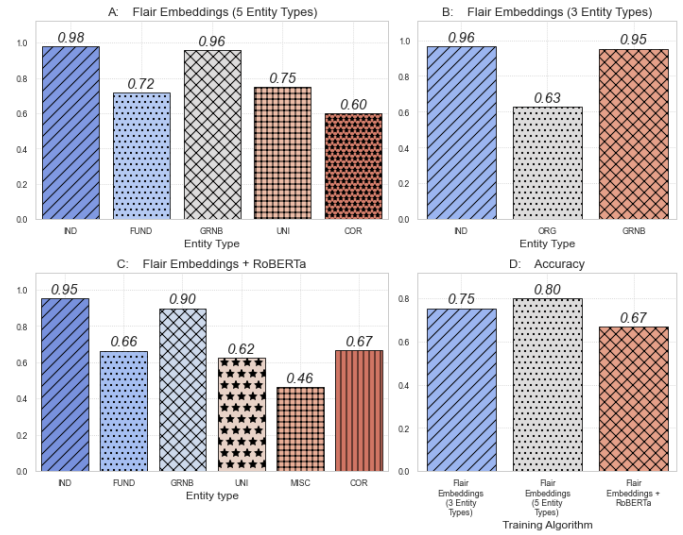 A: Flair Embeddings (5 Entity Types)
0.98
0.72
0.96
0.75
0.60
1.0
0.8
0.6
0.4
0.2
0.0
IND FUND GRNB UNI COR
Entity Type
B: Flair Embeddings (3 Entity Types)
0.96
0.63
0.95
1.0
0.8
0.6
0.4
0.2
0.0
IND ORG GRNB
Entity Type
C: Flair Embeddings + RoBERTa
0.95
0.66
0.90
0.62
0.46
0.67
1.0
0.8
0.6
0.4
0.2
0.0
IND FUND GRNB UNI MISC COR
Entity type
D: Accuracy
0.75
0.80
0.67
0.8
0.6
0.4
0.2
0.0
Flair
Embeddings
(3 Entity
Types)
Flair
Embeddings
(5 Entity
Types)
Flair
Embeddings +
RoBERTa
Training Algorithm